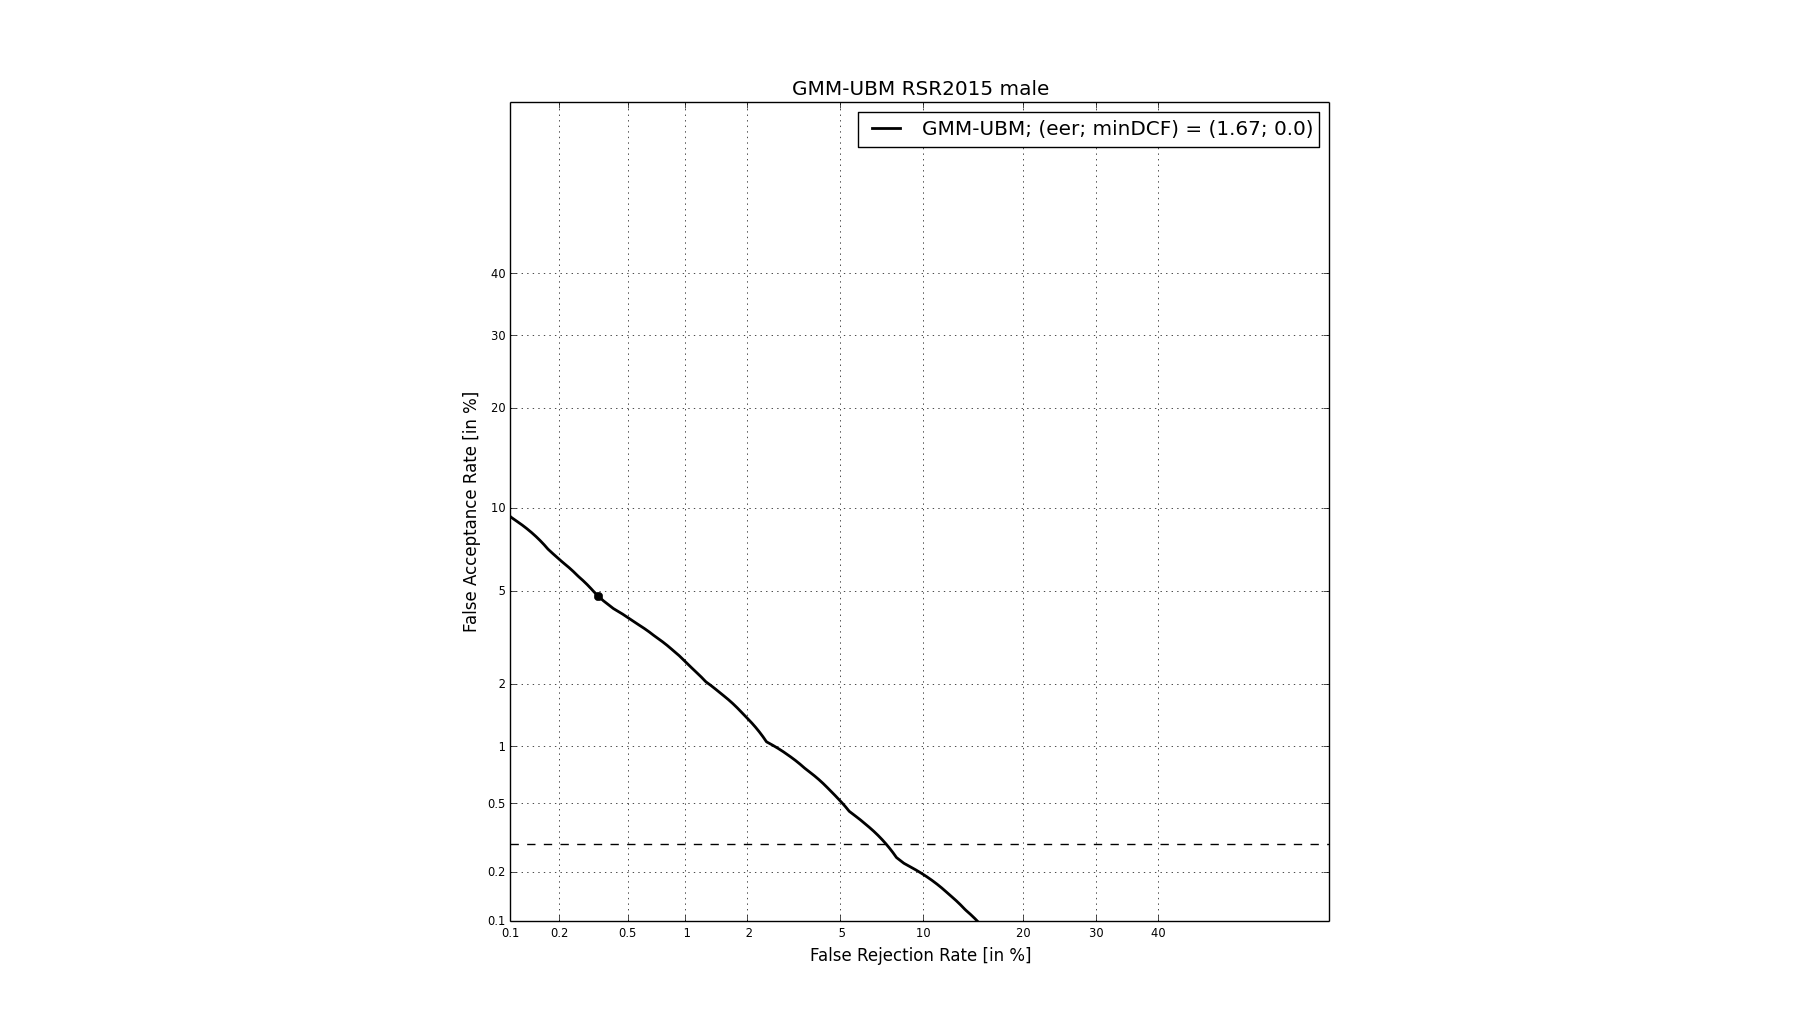 GMM-UBM RSR2015 male
GMM-UBM; (eer; minDCF) = (1.67; 0.0)
False Acceptance Rate [in %]
40
30
20
10
5
2
1
0.5
0.2
0.1
0.1 0.2 0.5 1 2 5 10 20 30 40
False Rejection Rate [in %]